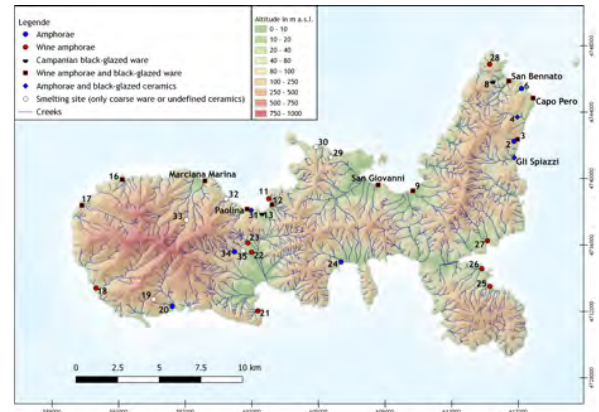 Legende
Amphorae
Wine amphorae
Campanian black-glazed ware
Wine amphorae and black-glazed ware
Amphorae and black-glazed ceramics
Smelting site (only coarse ware or undefined ceramics)
Creeks
Altitude in m a.s.l.
0 - 10
10 - 20
20 - 40
40 - 80
80 - 100
100 - 250
250 - 500
500 - 750
750 - 1000
28
San Bennato
8
6
Capo Pero
4
2
3
Gli Spiazzi
30
29
16
Marciana Marina
San Giovanni
9
17
32
11
12
Paolina
31
13
33
23
34
35
22
24
27
26
25
18
19
20
21
0
2.5
5
7.5
10 km